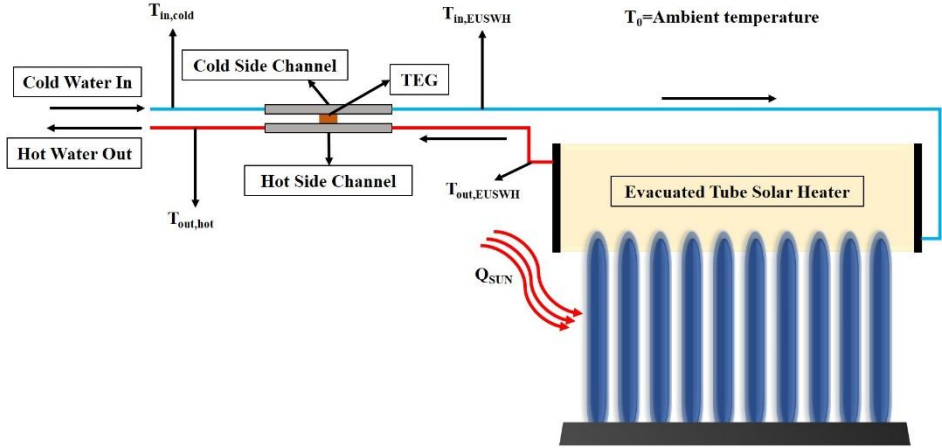 T_in,cold
T_in,EUSWH
T_0=Ambient temperature
Cold Side Channel
TEG
Cold Water In
Hot Water Out
Hot Side Channel
T_out,EUSWH
Evacuated Tube Solar Heater
T_out,hot
Q_SUN